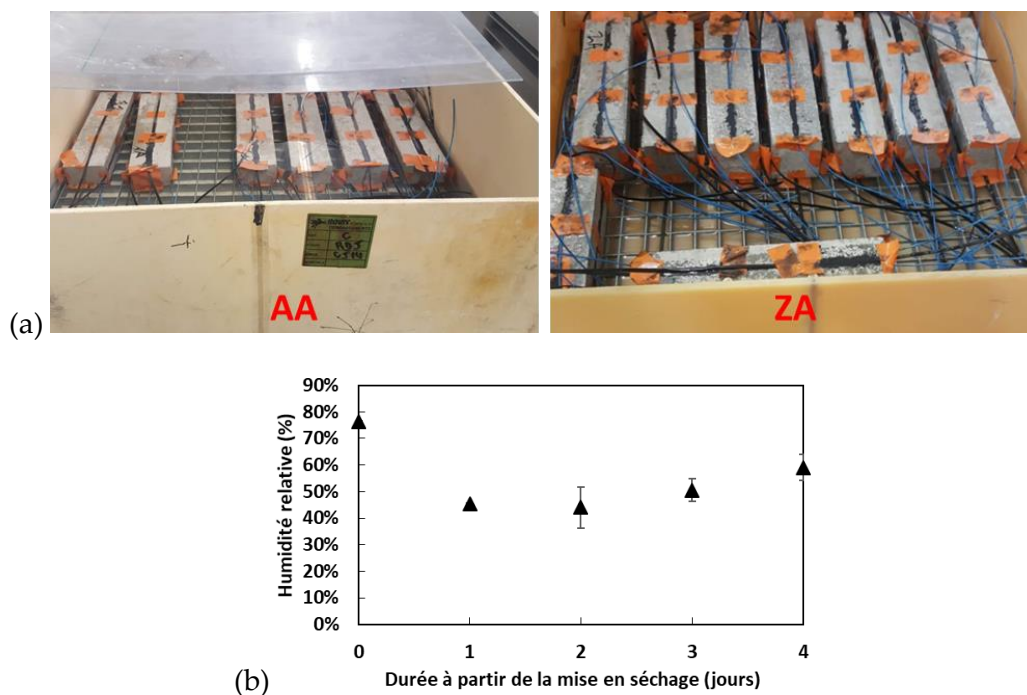 AA
ZA
(a)
90%
80%
70%
60%
50%
40%
30%
20%
10%
0%
Humidité relative (%)
0 1 2 3 4
Durée à partir de la mise en séchage (jours)
(b)